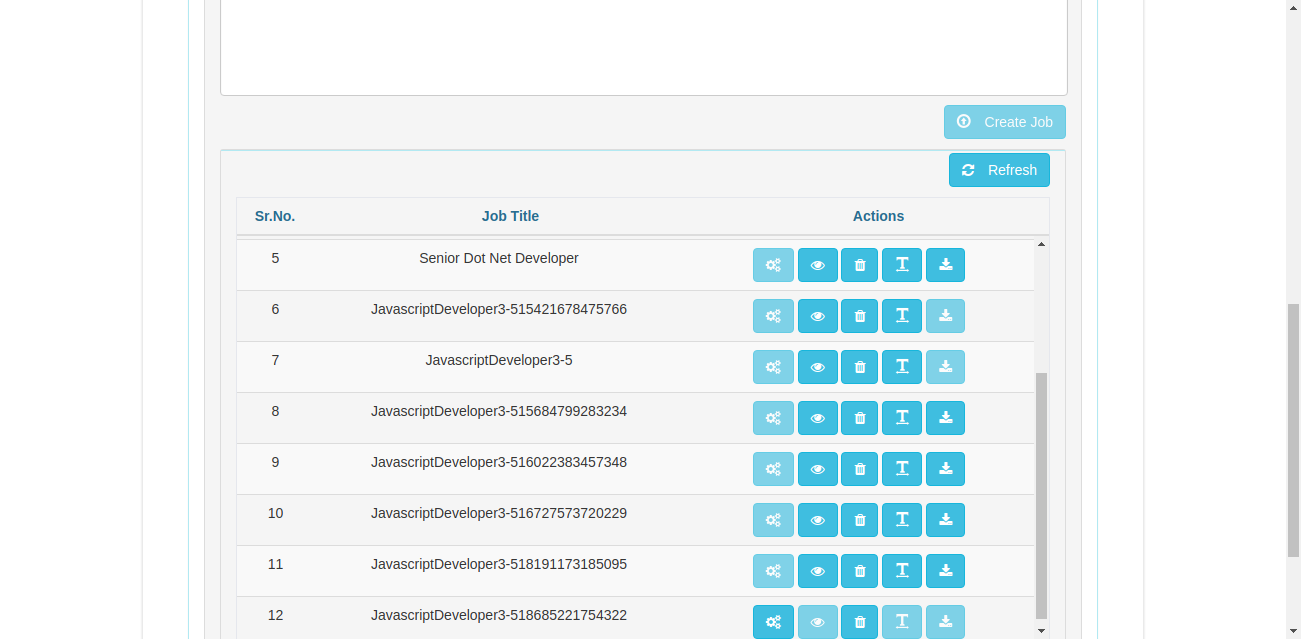 Create Job
Refresh
Sr.No. Job Title Actions
5 Senior Dot Net Developer
6 JavascriptDeveloper3-515421678475766
7 JavascriptDeveloper3-5
8 JavascriptDeveloper3-515684799283234
9 JavascriptDeveloper3-516022383457348
10 JavascriptDeveloper3-516727573720229
11 JavascriptDeveloper3-518191173185095
12 JavascriptDeveloper3-518685221754322